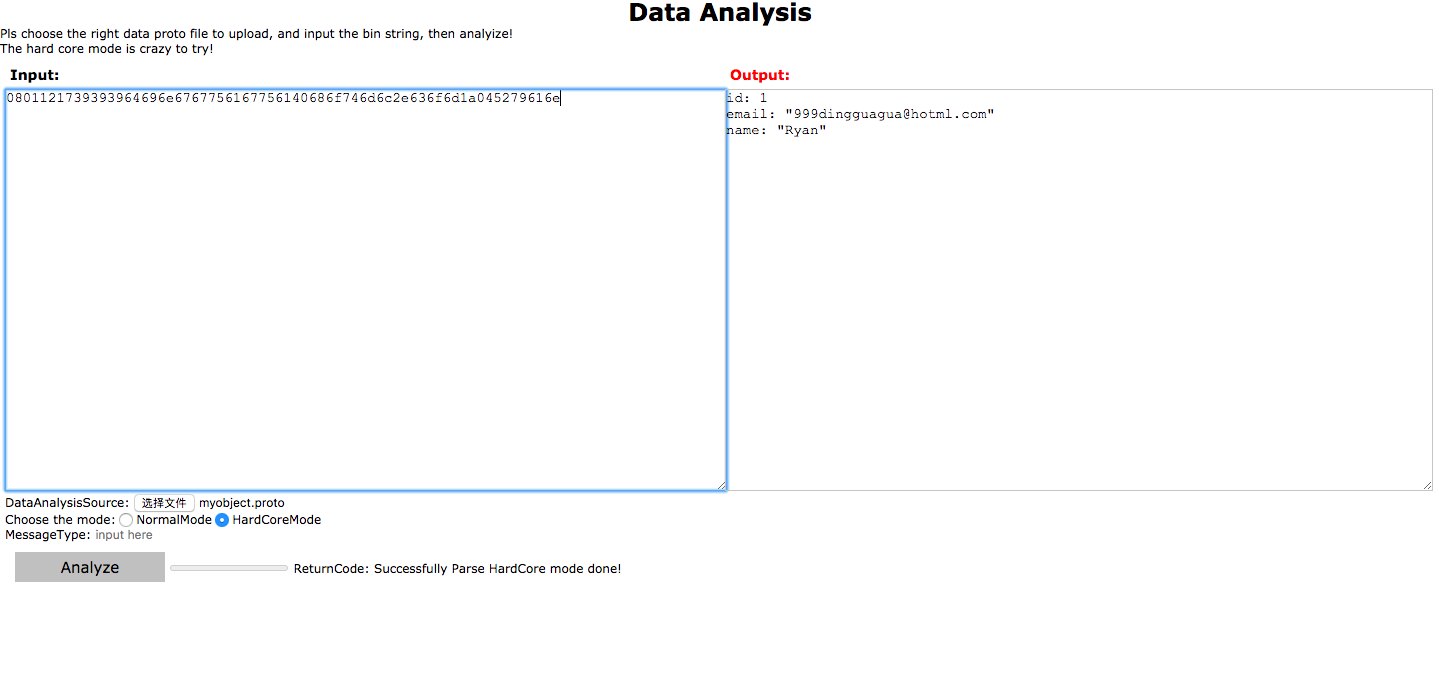 Data Analysis
Pls choose the right data proto file to upload, and input the bin string, then analyize!
The hard core mode is crazy to try!
Input:
Output:
0801121739393964696e6767756167756140686f746d6c2e636f6d1a045279616e
id: 1
email: "999dingguagua@hotml.com"
name: "Ryan"
DataAnalysisSource: 选择文件 myobject.proto
Choose the mode: NormalMode HardCoreMode
MessageType: input here
Analyze ReturnCode: Successfully Parse HardCore mode done!